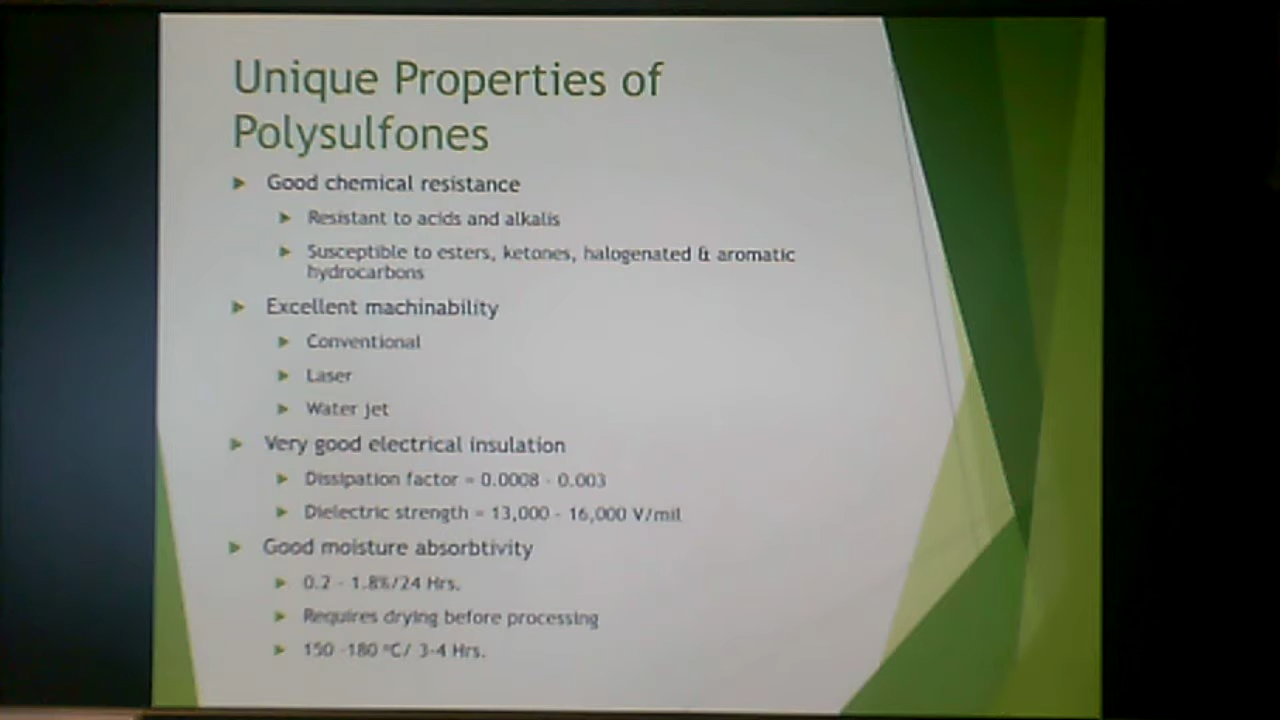 Unique Properties of
Polysulfones
Good chemical resistance
Resistant to acids and alkalis
Susceptible to esters, ketones, halogenated & aromatic
hydrocarbons
Excellent machinability
Conventional
Laser
Water jet
Very good electrical insulation
Dissipation factor = 0.0008 - 0.003
Dielectric strength = 13,000 - 16,000 V/mil
Good moisture absorbtivity
0.2 - 1.8%/24 Hrs.
Requires drying before processing
150 -180 ºC/ 3-4 Hrs.